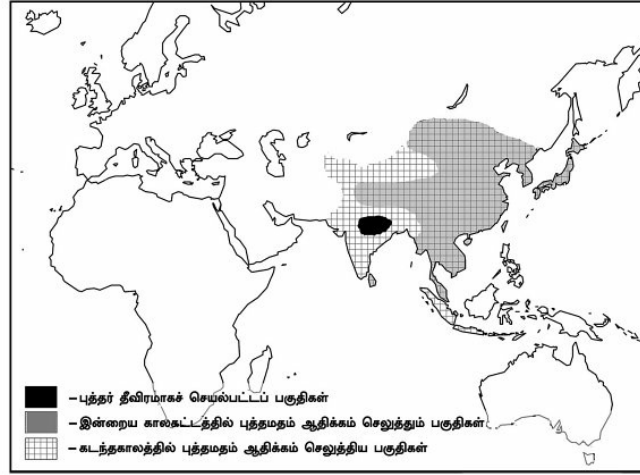 – புத்தர் தீவிரமாகச் செயல்பட்டப் பகுதிகள்
– இன்றைய காலகட்டத்தில் புத்தமதம் ஆதிக்கம் செலுத்தும் பகுதிகள்
– கடந்தகாலத்தில் புத்தமதம் ஆதிக்கம் செலுத்திய பகுதிகள்